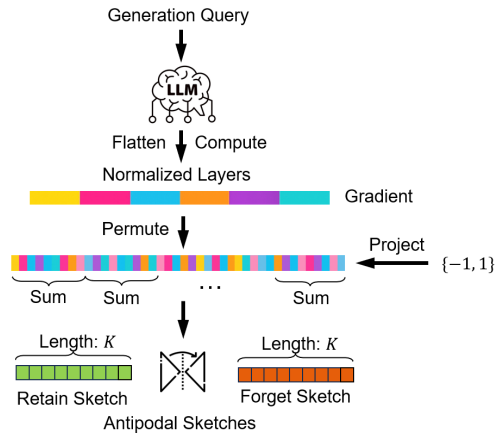 Generation Query
LLM
Flatten Compute
Normalized Layers
Gradient
Permute
Project
{-1, 1}
Sum Sum ... Sum
Length: K Length: K
Retain Sketch Forget Sketch
Antipodal Sketches